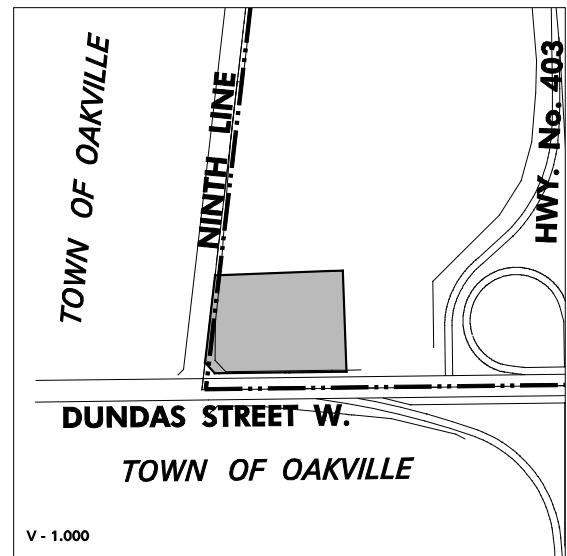 TOWN OF OAKVILLE
NINTH LINE
HWY. No. 403
DUNDAS STREET W.
TOWN OF OAKVILLE
V - 1.000